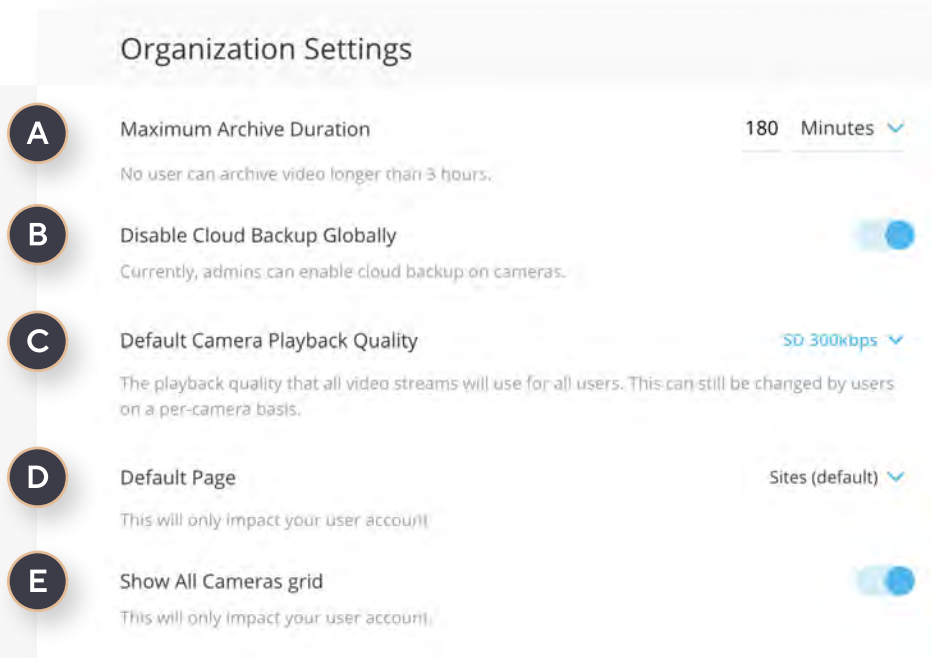 Organization Settings
A
Maximum Archive Duration
180 Minutes
No user can archive video longer than 3 hours.
B
Disable Cloud Backup Globally
Currently, admins can enable cloud backup on cameras.
C
Default Camera Playback Quality
SD 300kbps
The playback quality that all video streams will use for all users. This can still be changed by users
on a per-camera basis.
D
Default Page
Sites (default)
This will only impact your user account
E
Show All Cameras grid
This will only impact your user account.